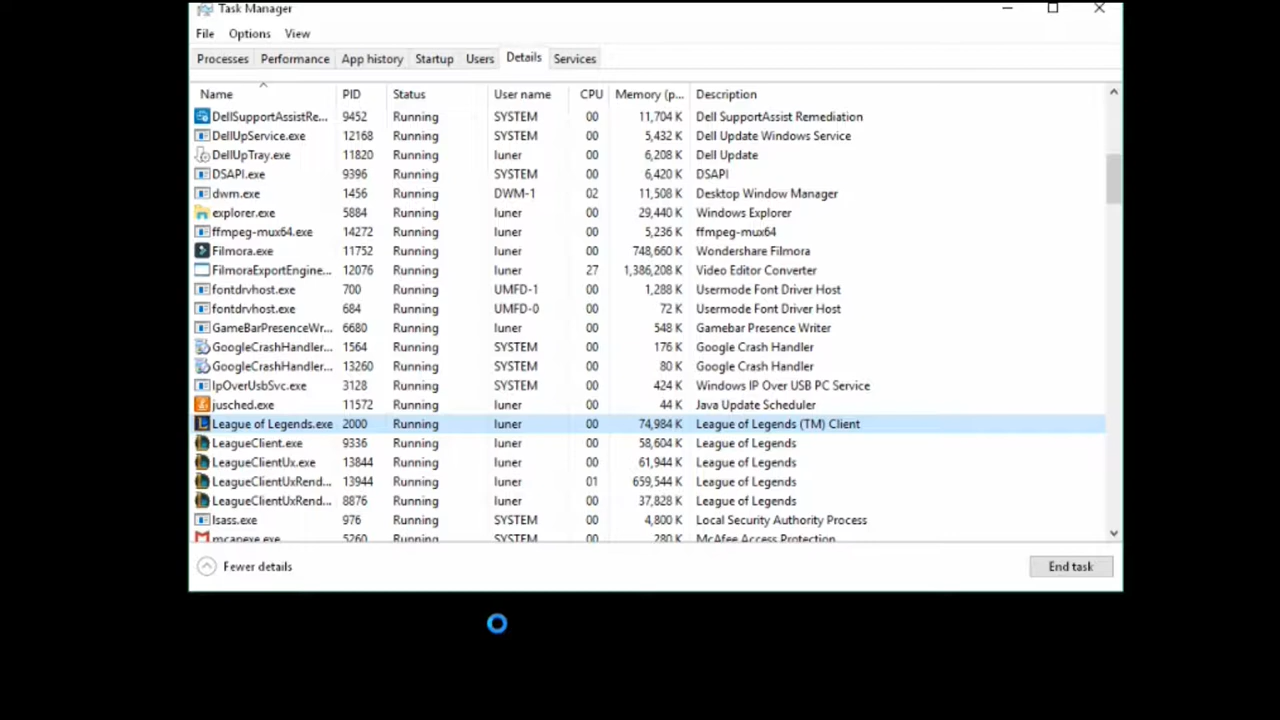 Task Manager
File Options View
Processes Performance App history Startup Users Details Services
Name PID Status User name CPU Memory (p... Description
DellSupportAssistRe... 9452 Running SYSTEM 00 11,704 K Dell SupportAssist Remediation
DellUpService.exe 12168 Running SYSTEM 00 5,432 K Dell Update Windows Service
DellUpTray.exe 11820 Running luner 00 6,208 K Dell Update
DSAPI.exe 9396 Running SYSTEM 00 6,420 K DSAPI
dwm.exe 1456 Running DWM-1 02 11,508 K Desktop Window Manager
explorer.exe 5884 Running luner 00 29,440 K Windows Explorer
ffmpeg-mux64.exe 14272 Running luner 00 5,236 K ffmpeg-mux64
Filmora.exe 11752 Running luner 00 748,660 K Wondershare Filmora
FilmoraExportEngine... 12076 Running luner 27 1,386,208 K Video Editor Converter
fontdrvhost.exe 700 Running UMFD-1 00 1,288 K Usermode Font Driver Host
fontdrvhost.exe 684 Running UMFD-0 00 72 K Usermode Font Driver Host
GameBarPresenceWr... 6680 Running luner 00 548 K Gamebar Presence Writer
GoogleCrashHandler... 1564 Running SYSTEM 00 176 K Google Crash Handler
GoogleCrashHandler... 13260 Running SYSTEM 00 80 K Google Crash Handler
IpOverUsbSvc.exe 3128 Running SYSTEM 00 424 K Windows IP Over USB PC Service
jusched.exe 11572 Running luner 00 44 K Java Update Scheduler
League of Legends.exe 2000 Running luner 00 74,984 K League of Legends (TM) Client
LeagueClient.exe 9336 Running luner 00 58,604 K League of Legends
LeagueClientUx.exe 13844 Running luner 00 61,944 K League of Legends
LeagueClientUxRend... 13944 Running luner 01 659,544 K League of Legends
LeagueClientUxRend... 8876 Running luner 00 37,828 K League of Legends
lsass.exe 976 Running SYSTEM 00 4,800 K Local Security Authority Process
mcapexe.exe 5260 Running SYSTEM 00 280 K McAfee Access Protection
Fewer details End task